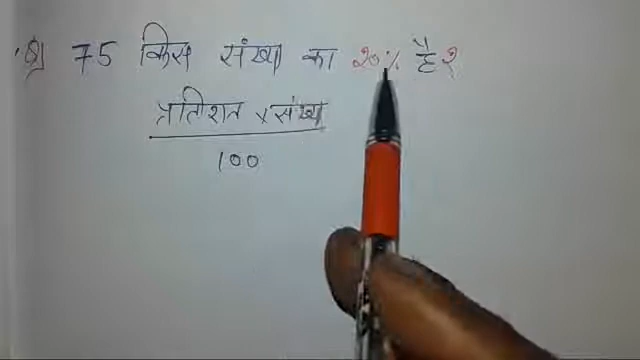 ब) 75 किस संख्या का 20% है?
प्रतिशत x संख्या
100